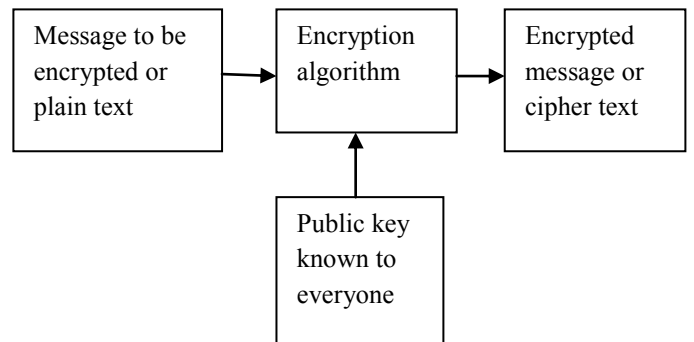 Message to be
encrypted or
plain text
Encryption
algorithm
Encrypted
message or
cipher text
Public key
known to
everyone